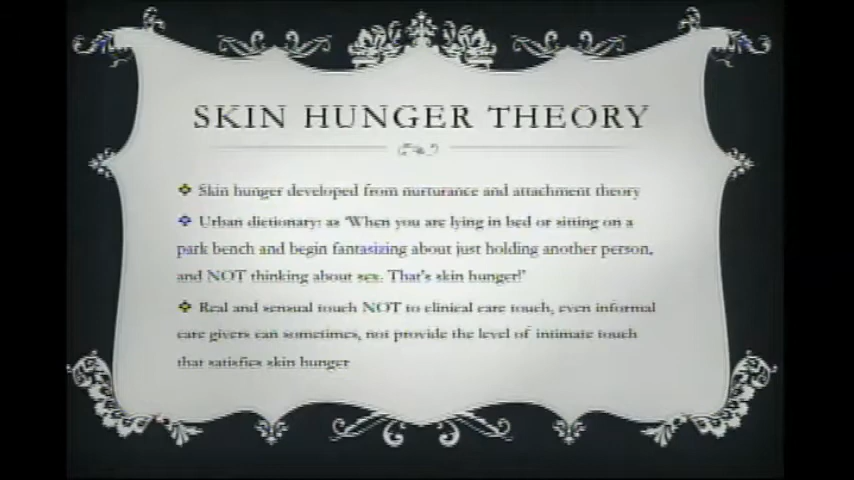 SKIN HUNGER THEORY
Skin hunger developed from nurturance and attachment theory
Urban dictionary: as 'When you are lying in bed or sitting on a
park bench and begin fantasizing about just holding another person,
and NOT thinking about sex. That's skin hunger!'
Real and sensual touch NOT to clinical care touch, even informal
care givers can sometimes, not provide the level of intimate touch
that satisfies skin hunger